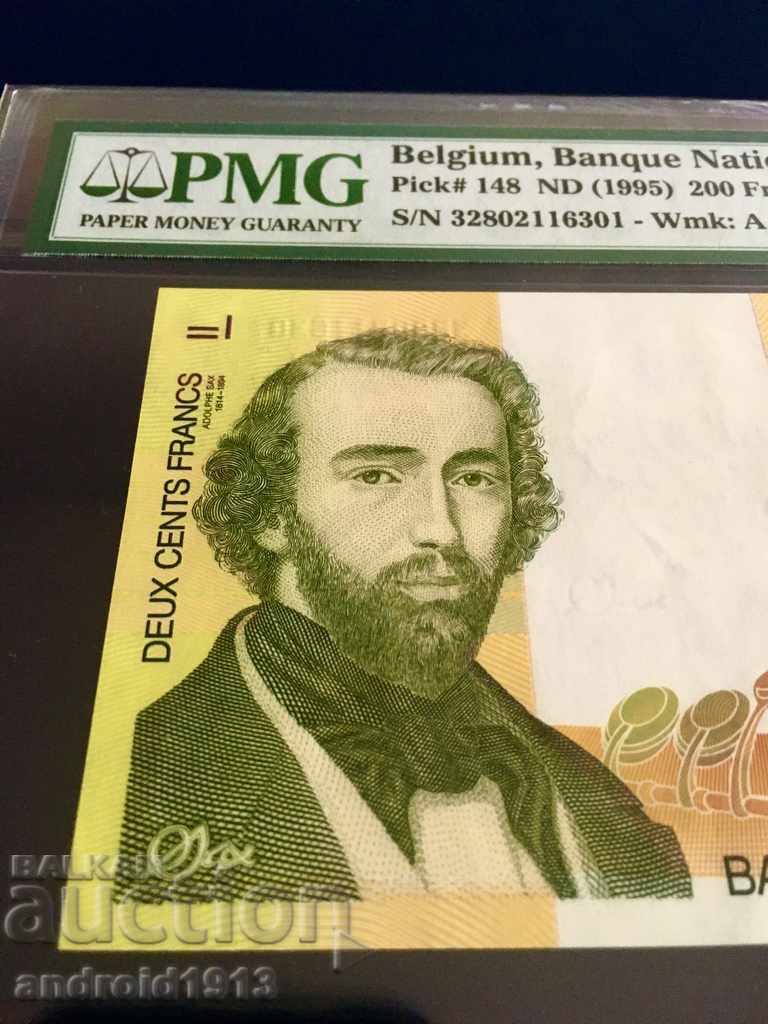 PMG
PAPER MONEY GUARANTY
Belgium, Banque Natio
Pick# 148 ND (1995) 200 Fr
S/N 32802116301 - Wmk: A.
DEUX CENTS FRANCS
ADOLPHE SAX
1814-1894
Sax
BA
BALKAN
auction
android1913